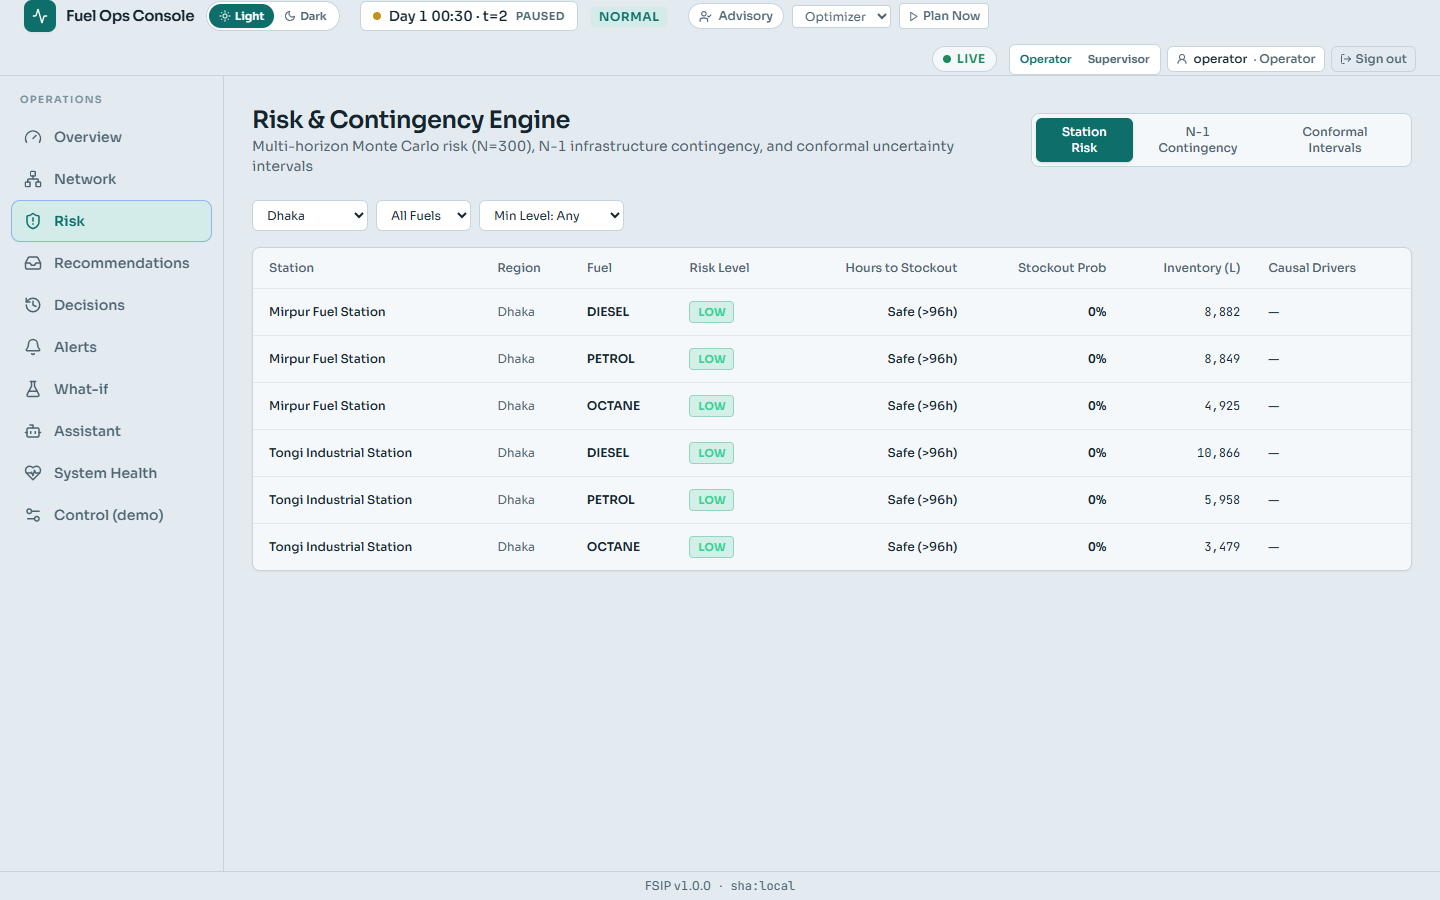 Fuel Ops Console
Light
Dark
Day 1 00:30 · t=2 PAUSED
NORMAL
Advisory
Optimizer
Plan Now
LIVE
Operator
Supervisor
operator · Operator
Sign out
OPERATIONS
Overview
Network
Risk
Recommendations
Decisions
Alerts
What-if
Assistant
System Health
Control (demo)
Risk & Contingency Engine
Multi-horizon Monte Carlo risk (N=300), N-1 infrastructure contingency, and conformal uncertainty
intervals
Station
Risk
N-1
Contingency
Conformal
Intervals
Dhaka
All Fuels
Min Level: Any
Station Region Fuel Risk Level Hours to Stockout Stockout Prob Inventory (L) Causal Drivers
Mirpur Fuel Station Dhaka DIESEL LOW Safe (>96h) 0% 8,882 —
Mirpur Fuel Station Dhaka PETROL LOW Safe (>96h) 0% 8,849 —
Mirpur Fuel Station Dhaka OCTANE LOW Safe (>96h) 0% 4,925 —
Tongi Industrial Station Dhaka DIESEL LOW Safe (>96h) 0% 10,866 —
Tongi Industrial Station Dhaka PETROL LOW Safe (>96h) 0% 5,958 —
Tongi Industrial Station Dhaka OCTANE LOW Safe (>96h) 0% 3,479 —
FSIP v1.0.0 · sha:local